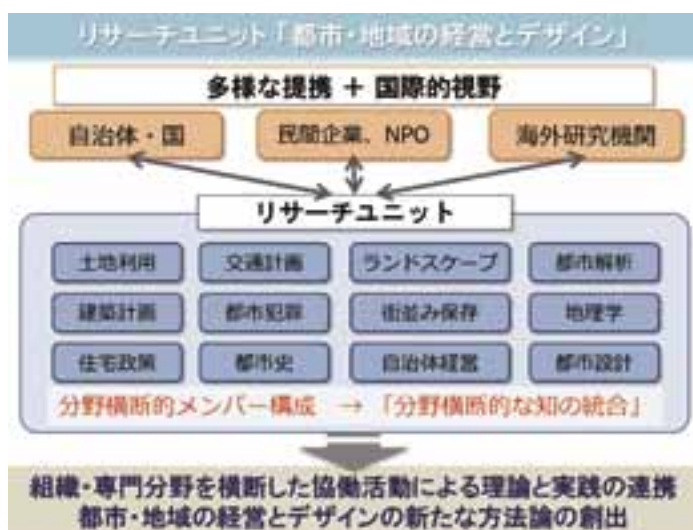 リサーチユニット「都市・地域の経営とデザイン」
多様な提携 + 国際的視野
自治体・国 民間企業、NPO 海外研究機関
リサーチユニット
土地利用 交通計画 ランドスケープ 都市解析
建築計画 都市犯罪 街並み保存 地理学
住宅政策 都市史 自治体経営 都市設計
分野横断的メンバー構成 → 「分野横断的な知の統合」
組織・専門分野を横断した協働活動による理論と実践の連携
都市・地域の経営とデザインの新たな方法論の創出